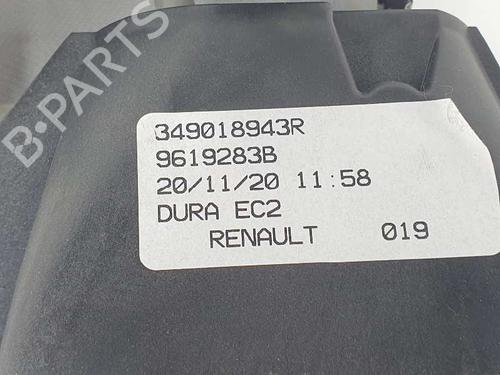 B-PARTS
349018943R
9619283B
20/11/20 11:58
DURA EC2
RENAULT 019